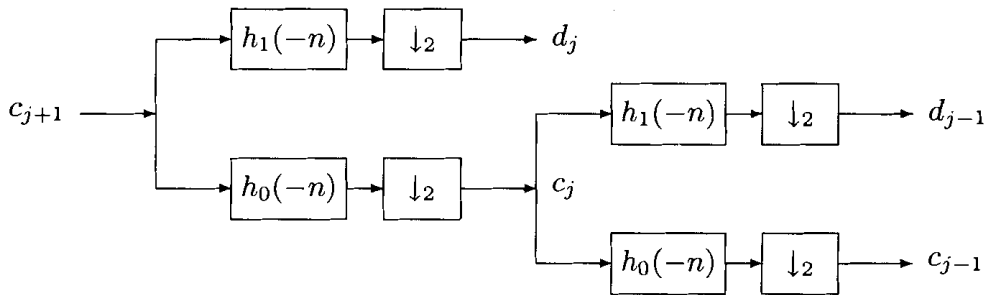 h₁(−n) ↓₂ d_j
c_{j+1}
h₁(−n) ↓₂ d_{j−1}
h₀(−n) ↓₂ c_j
h₀(−n) ↓₂ c_{j−1}